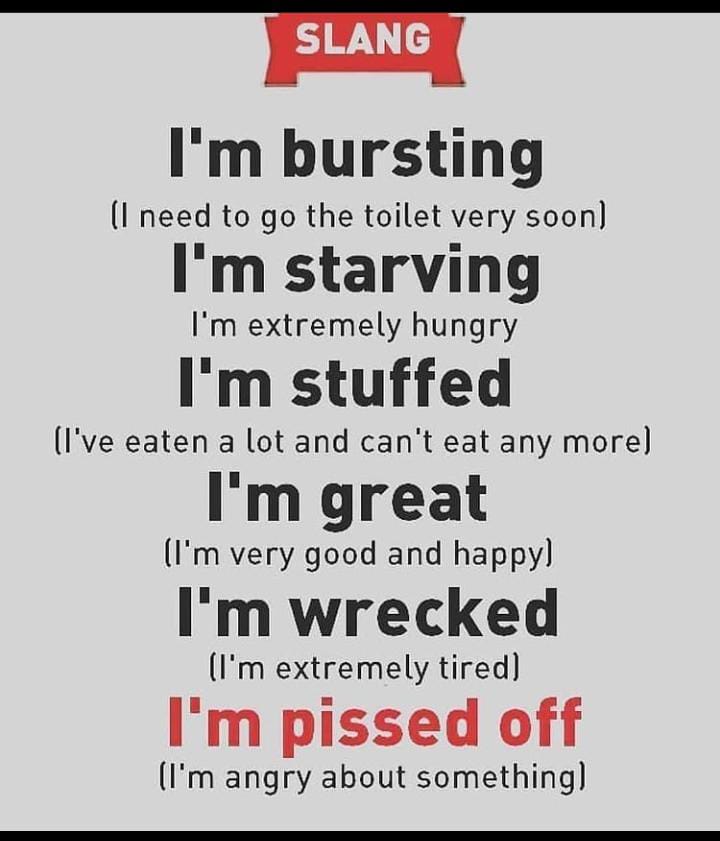 SLANG
I'm bursting
(I need to go the toilet very soon)
I'm starving
I'm extremely hungry
I'm stuffed
(I've eaten a lot and can't eat any more)
I'm great
(I'm very good and happy)
I'm wrecked
(I'm extremely tired)
I'm pissed off
(I'm angry about something)